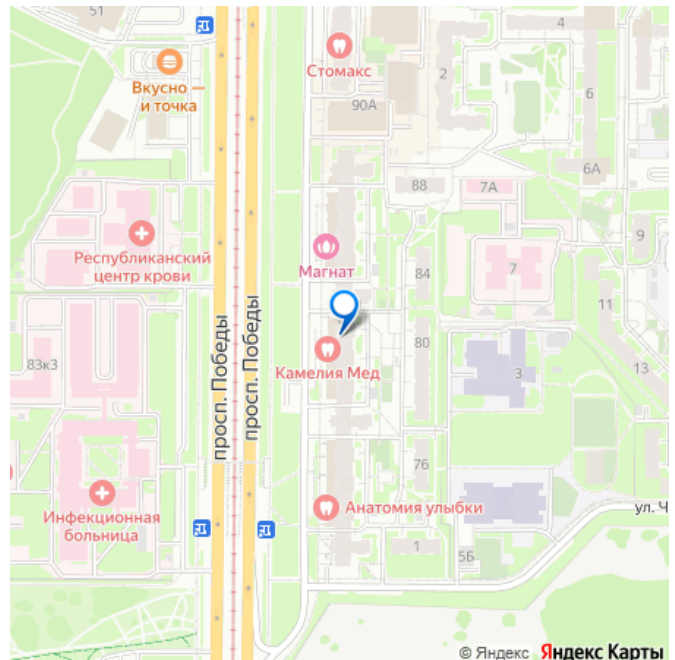 51
4
Стомакс
2
Вкусно —
и точка
6
90А
6А
88
7А
Республиканский
центр крови
9
Магнат
84
7
11
просп. Победы
просп. Победы
83к3
80
Камелия Мед
3
13
76
Анатомия улыбки
ул. Ч
Инфекционная
больница
1
5Б
© Яндекс Яндекс Карты